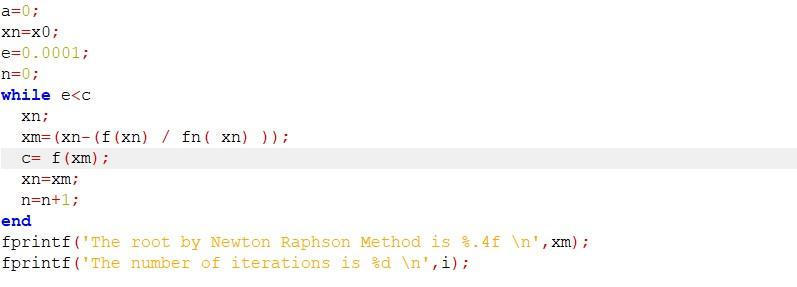 a=0;
xn=x0;
e=0.0001;
n=0;
while e<c
xn;
xm=(xn-(f(xn) / fn( xn) ));
c= f(xm);
xn=xm;
n=n+1;
end
fprintf('The root by Newton Raphson Method is %.4f \n',xm);
fprintf('The number of iterations is %d \n',i);